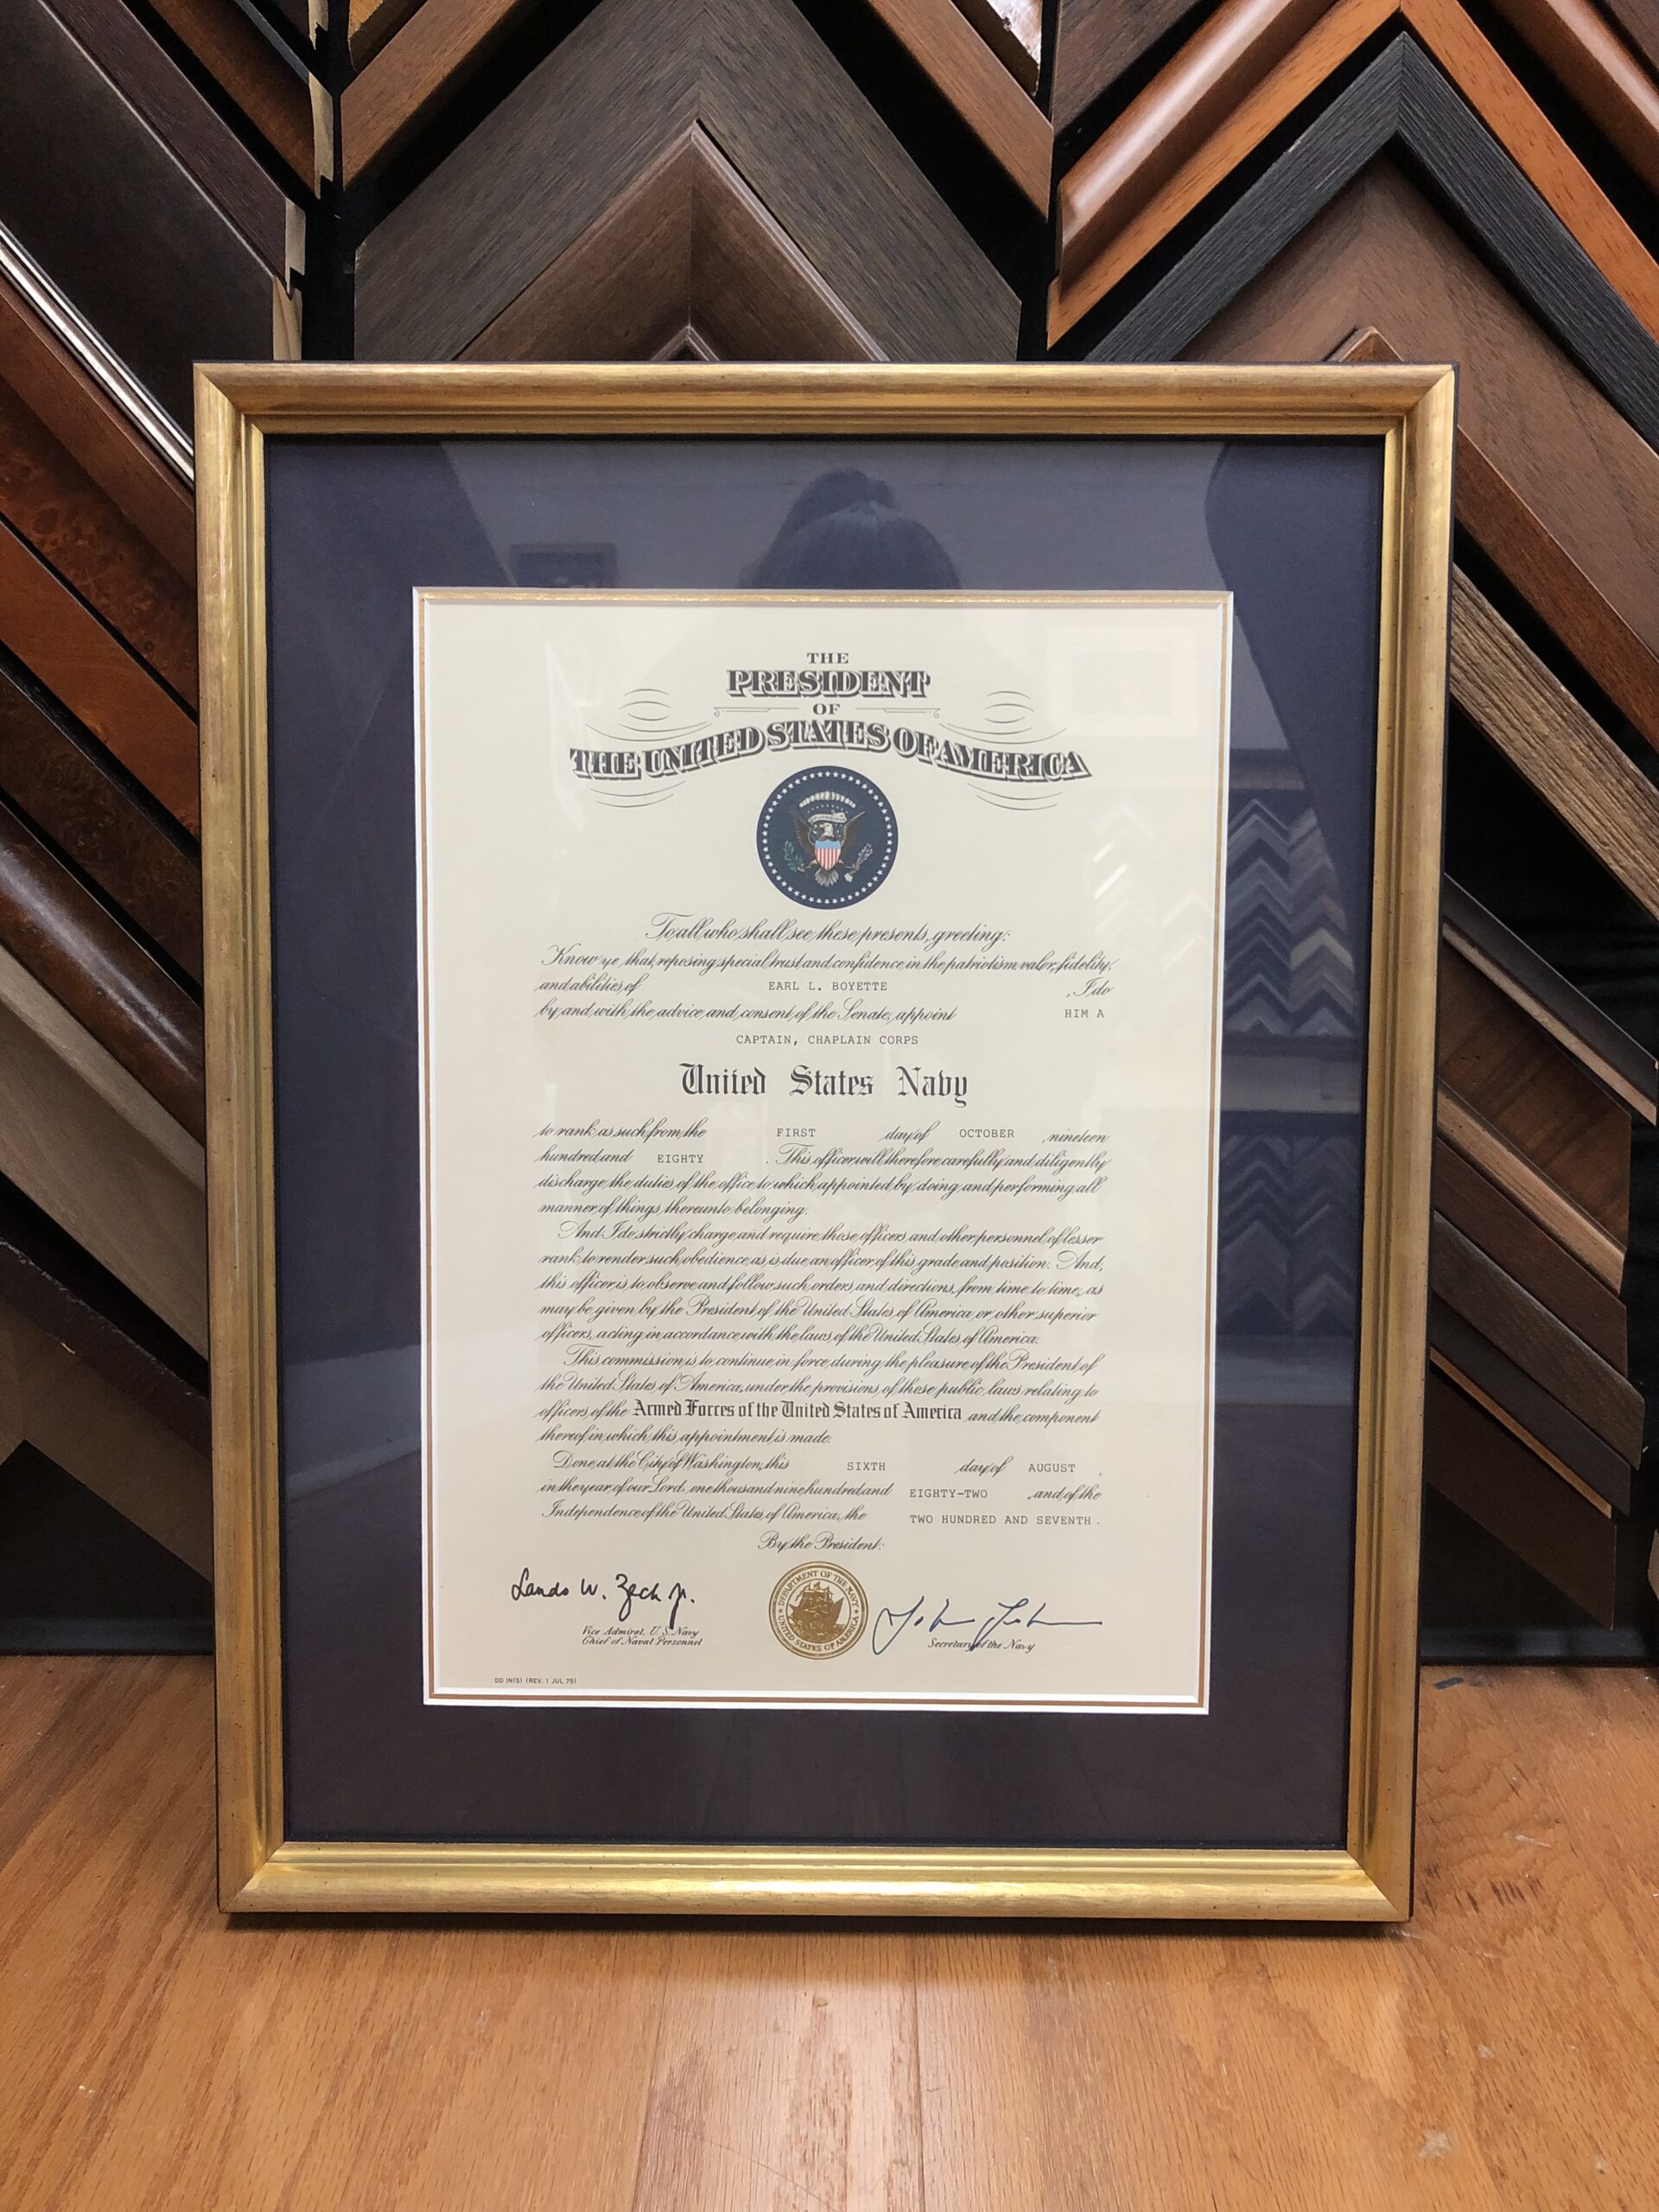 THE
PRESIDENT
OF
THE UNITED STATES OF AMERICA
To all who shall see these presents, greeting:
Know ye, that reposing special trust and confidence in the patriotism, valor, fidelity,
and abilities of EARL L. BOYETTE , I do
by and with the advice and consent of the Senate, appoint HIM A
CAPTAIN, CHAPLAIN CORPS
United States Navy
to rank as such from the FIRST day of OCTOBER , nineteen
hundred and EIGHTY . This officer will therefore carefully and diligently
discharge the duties of the office to which appointed by doing and performing all
manner of things thereunto belonging.
And I do strictly charge and require those officers and other personnel of lesser
rank to render such obedience as is due an officer of this grade and position. And,
this officer is to observe and follow such orders and directions, from time to time, as
may be given by the President of the United States of America or other superior
officers, acting in accordance with the laws of the United States of America.
This commission is to continue in force during the pleasure of the President of
the United States of America, under the provisions of those public laws relating to
officers of the Armed Forces of the United States of America and the component
thereof in which this appointment is made.
Done at the City of Washington, this SIXTH day of AUGUST ,
in the year of our Lord, one thousand nine hundred and EIGHTY-TWO , and of the
Independence of the United States of America, the TWO HUNDRED AND SEVENTH .
By the President:
Lando W. Zech Jr.
Vice Admiral, U. S. Navy
Chief of Naval Personnel
DEPARTMENT OF THE NAVY
UNITED STATES OF AMERICA
John Lehman
Secretary of the Navy
DD 1N(S) (REV. 1 JUL 75)